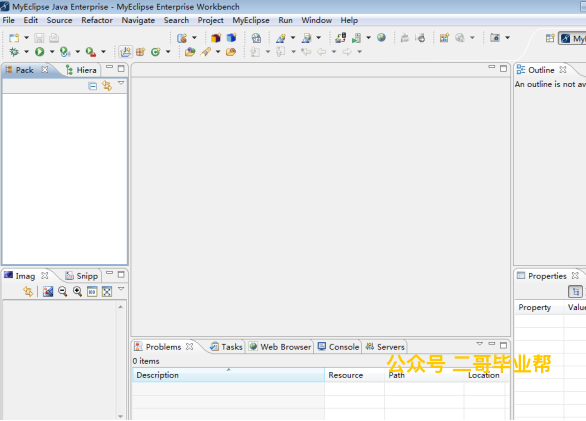 MyEclipse Java Enterprise - MyEclipse Enterprise Workbench
File Edit Source Refactor Navigate Search Project MyEclipse Run Window Help
Pack Hiera
Outline
An outline is not av
Imag Snipp
Properties
Property Value
Problems Tasks Web Browser Console Servers
0 items
Description Resource Path Location
公众号 二哥毕业帮